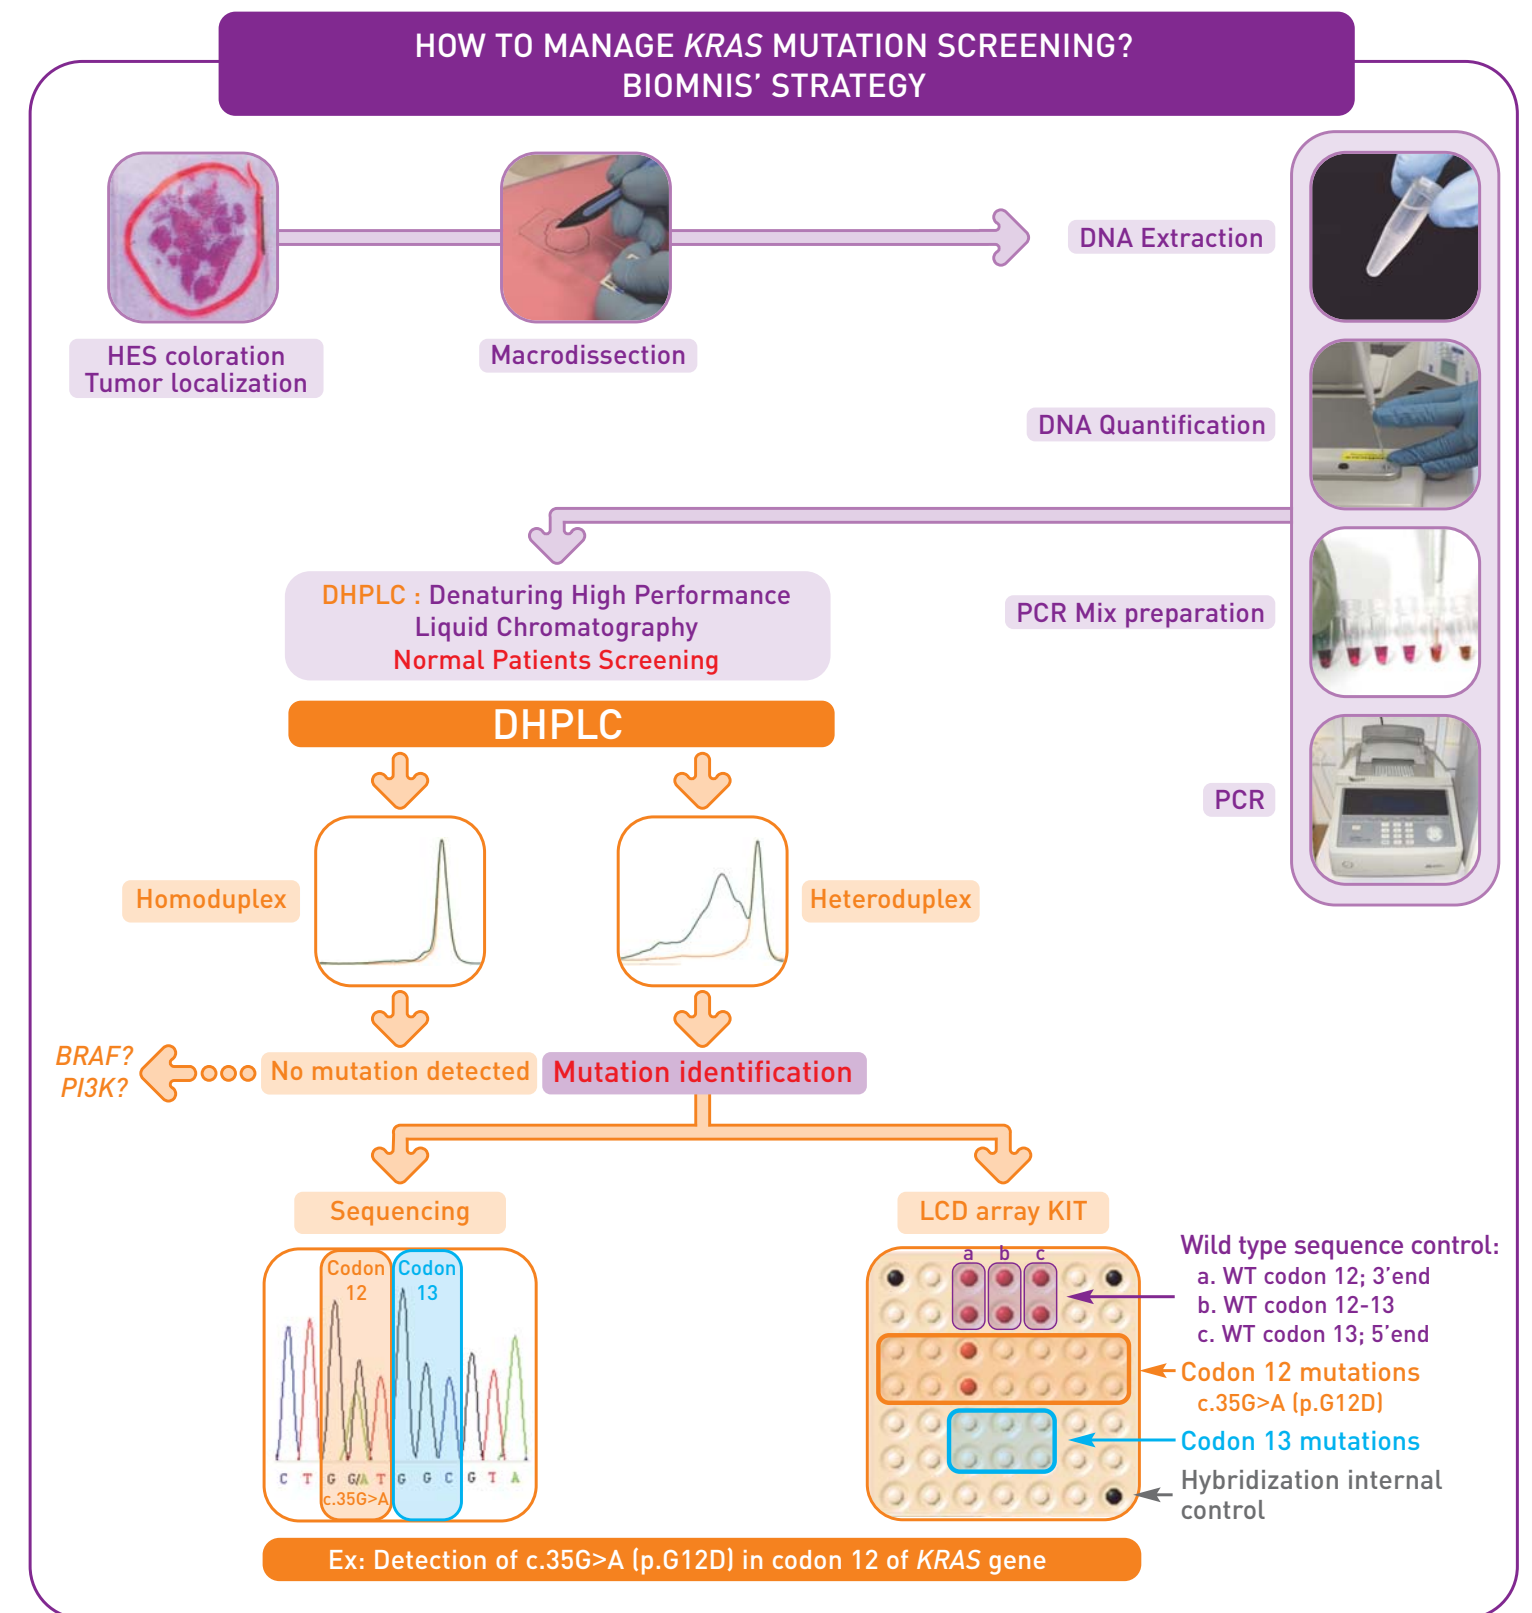 HOW TO MANAGE KRAS MUTATION SCREENING?
BIOMNIS’ STRATEGY
HES coloration
Tumor localization
Macrodissection
DNA Extraction
DNA Quantification
PCR Mix preparation
PCR
DHPLC : Denaturing High Performance
Liquid Chromatography
Normal Patients Screening
DHPLC
Homoduplex
Heteroduplex
BRAF?
PI3K?
No mutation detected
Mutation identification
Sequencing
Codon
12
Codon
13
C T G G/A T G G C G T A
c.35G>A
LCD array KIT
a b c
Wild type sequence control:
a. WT codon 12; 3’end
b. WT codon 12-13
c. WT codon 13; 5’end
Codon 12 mutations
c.35G>A (p.G12D)
Codon 13 mutations
Hybridization internal
control
Ex: Detection of c.35G>A (p.G12D) in codon 12 of KRAS gene